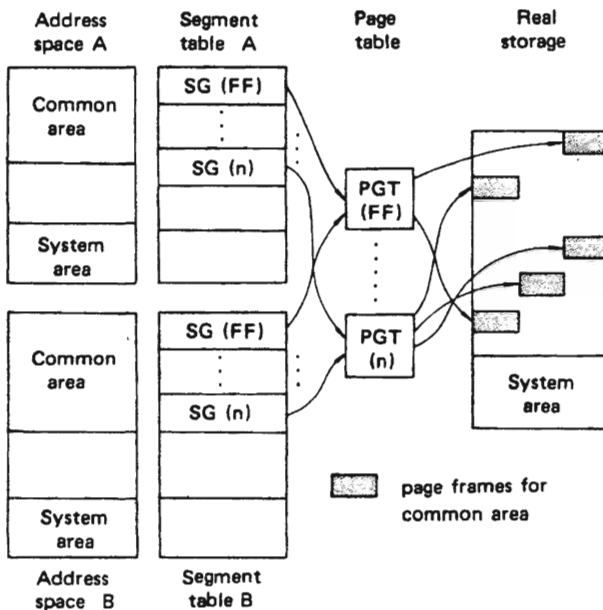 Address
space A
Segment
table A
Page
table
Real
storage
Common
area
System
area
SG (FF)
SG (n)
PGT
(FF)
PGT
(n)
System
area
Common
area
System
area
SG (FF)
SG (n)
page frames for
common area
Address
space B
Segment
table B